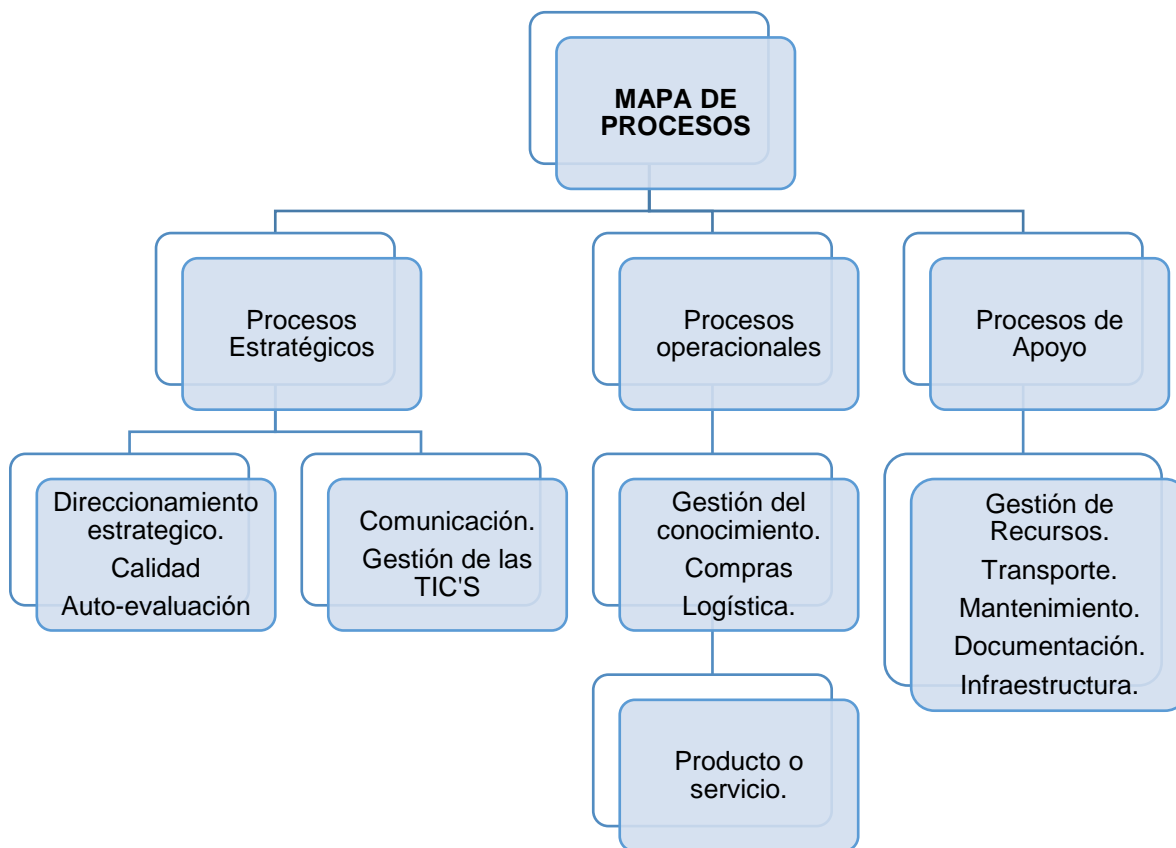 MAPA DE
PROCESOS
Procesos
Estratégicos
Procesos
operacionales
Procesos de
Apoyo
Direccionamiento
estrategico.
Calidad
Auto-evaluación
Comunicación.
Gestión de las
TIC'S
Gestión del
conocimiento.
Compras
Logística.
Gestión de
Recursos.
Transporte.
Mantenimiento.
Documentación.
Infraestructura.
Producto o
servicio.